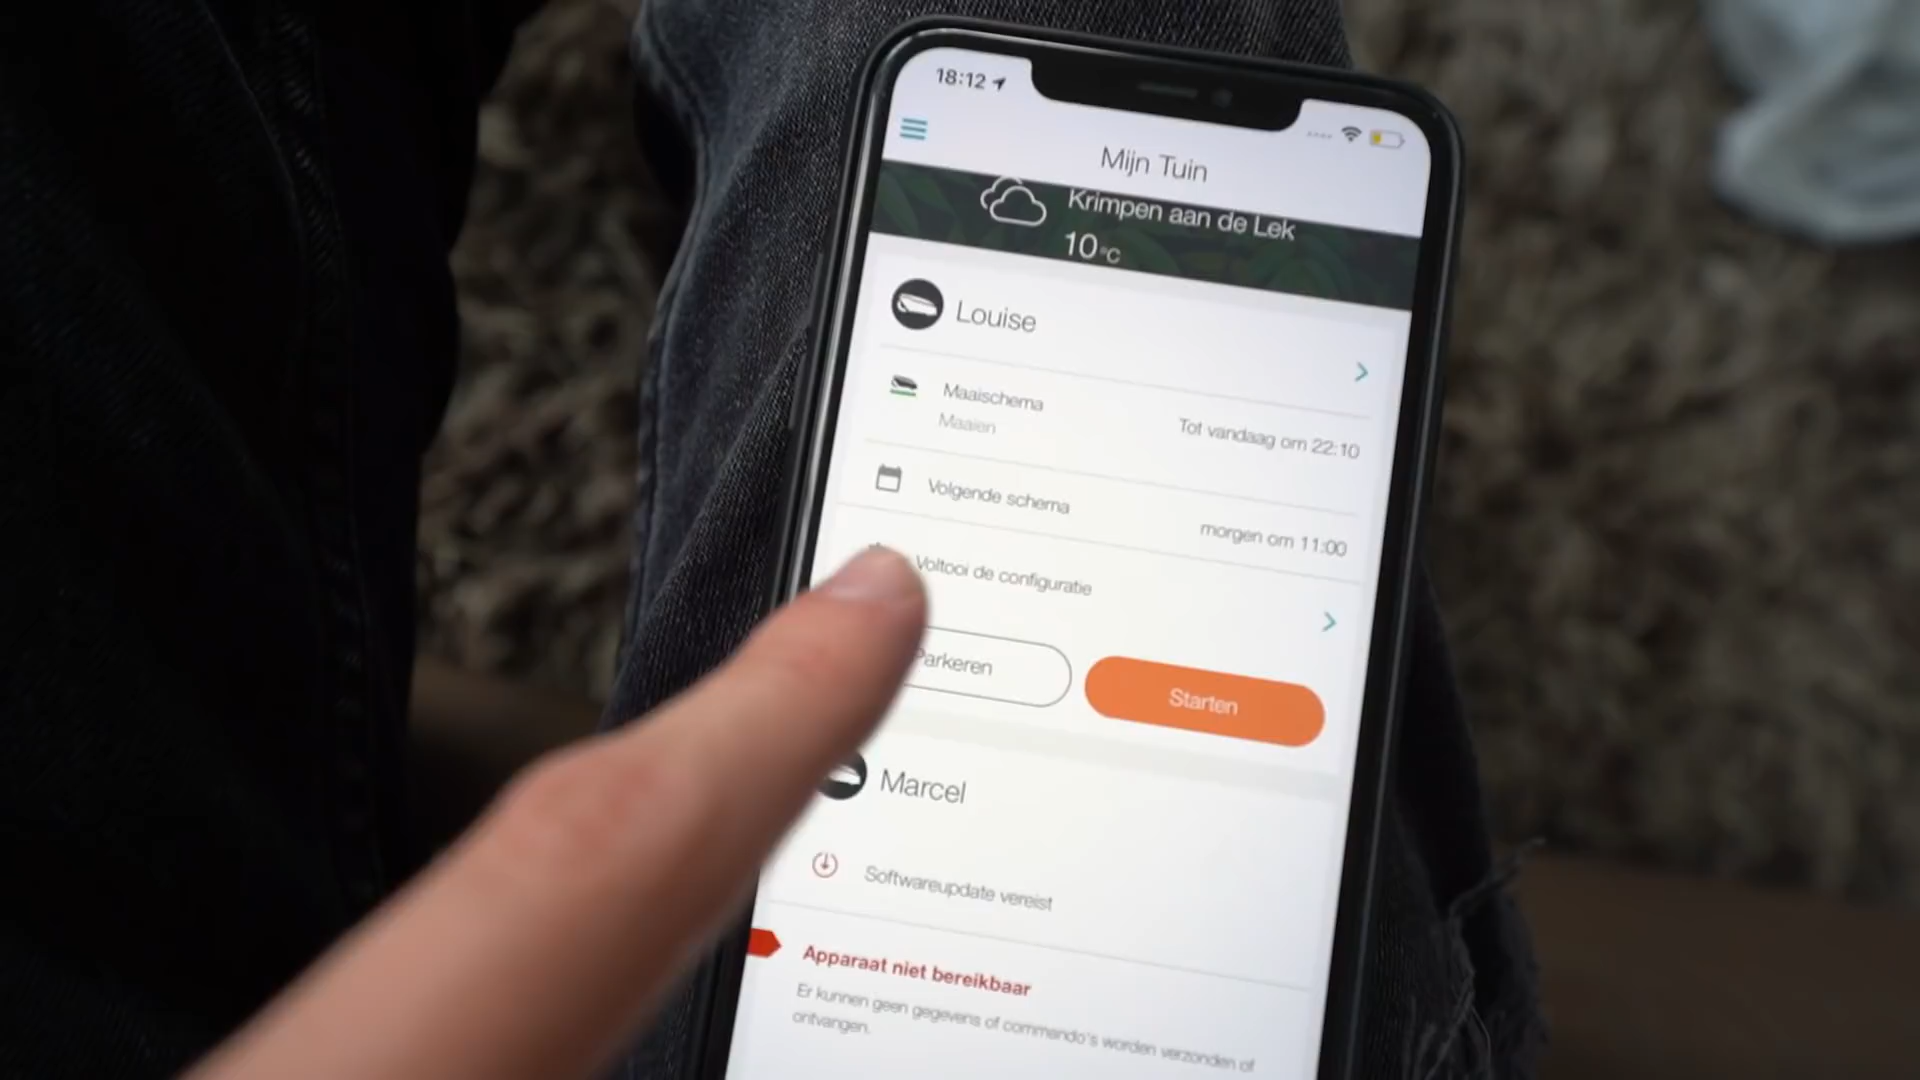 18:12
Mijn Tuin
Krimpen aan de Lek
10°C
Louise
Maaischema
Maaien
Tot vandaag om 22:10
Volgende schema
morgen om 11:00
Voltooi de configuratie
Parkeren
Starten
Marcel
Softwareupdate vereist
Apparaat niet bereikbaar
Er kunnen geen gegevens of commando's worden verzonden of
ontvangen.